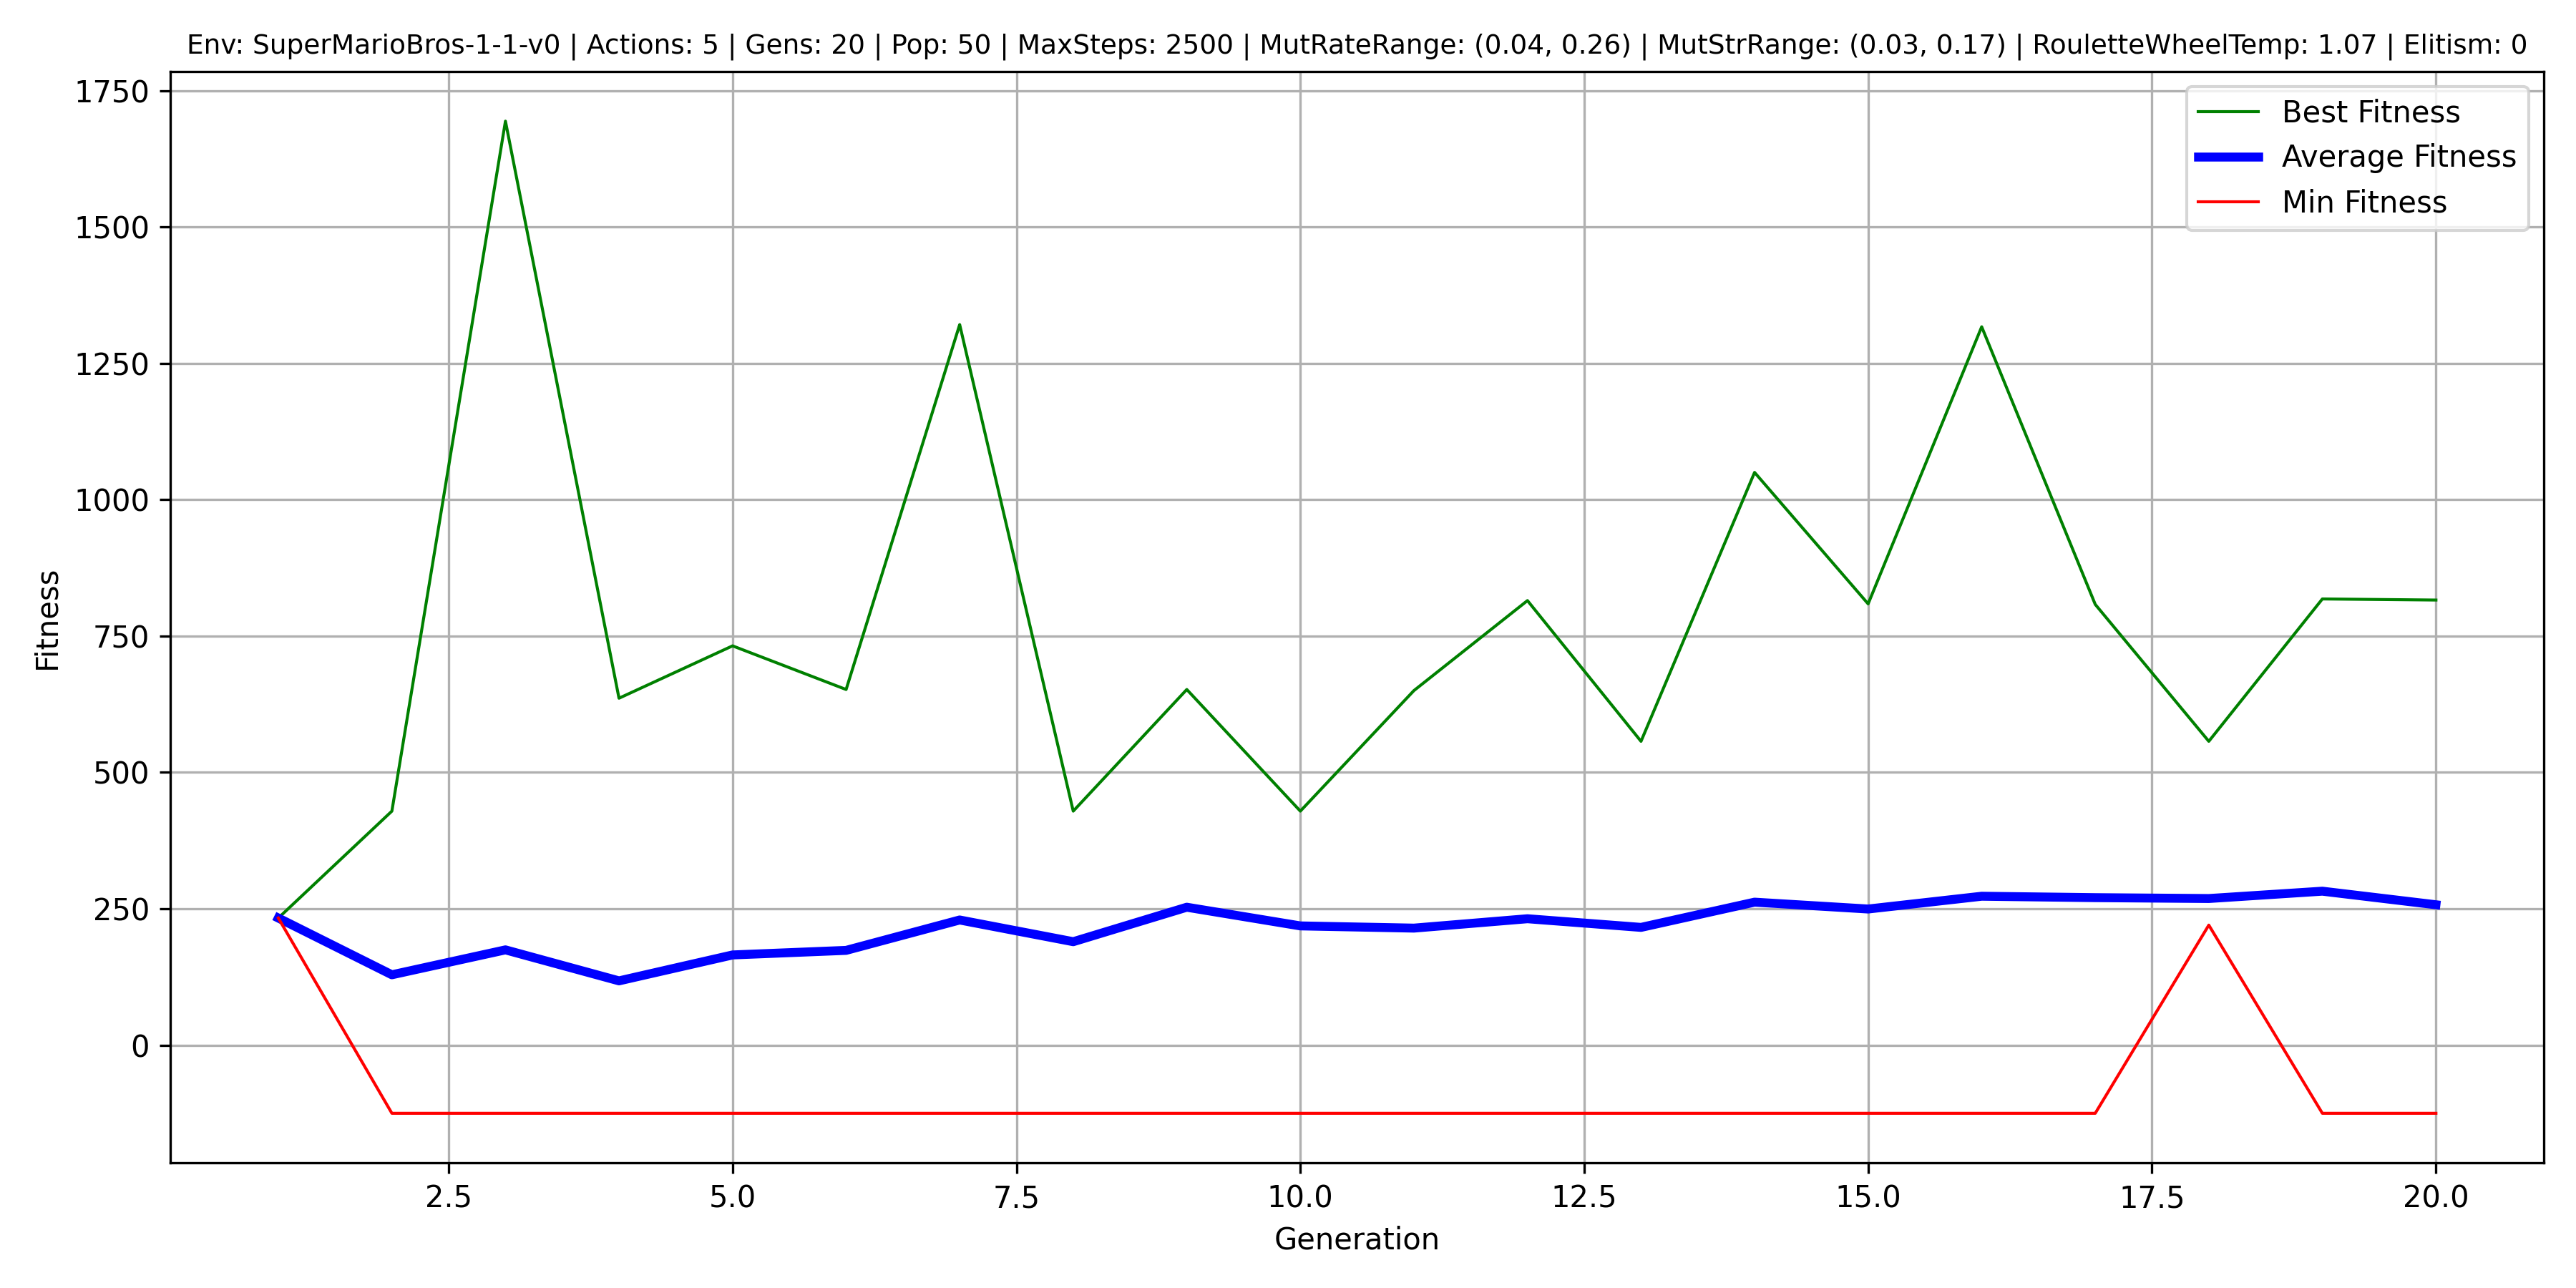 Env: SuperMarioBros-1-1-v0 | Actions: 5 | Gens: 20 | Pop: 50 | MaxSteps: 2500 | MutRateRange: (0.04, 0.26) | MutStrRange: (0.03, 0.17) | RouletteWheelTemp: 1.07 | Elitism: 0
Best Fitness
Average Fitness
Min Fitness
Fitness
1750
1500
1250
1000
750
500
250
0
2.5 5.0 7.5 10.0 12.5 15.0 17.5 20.0
Generation